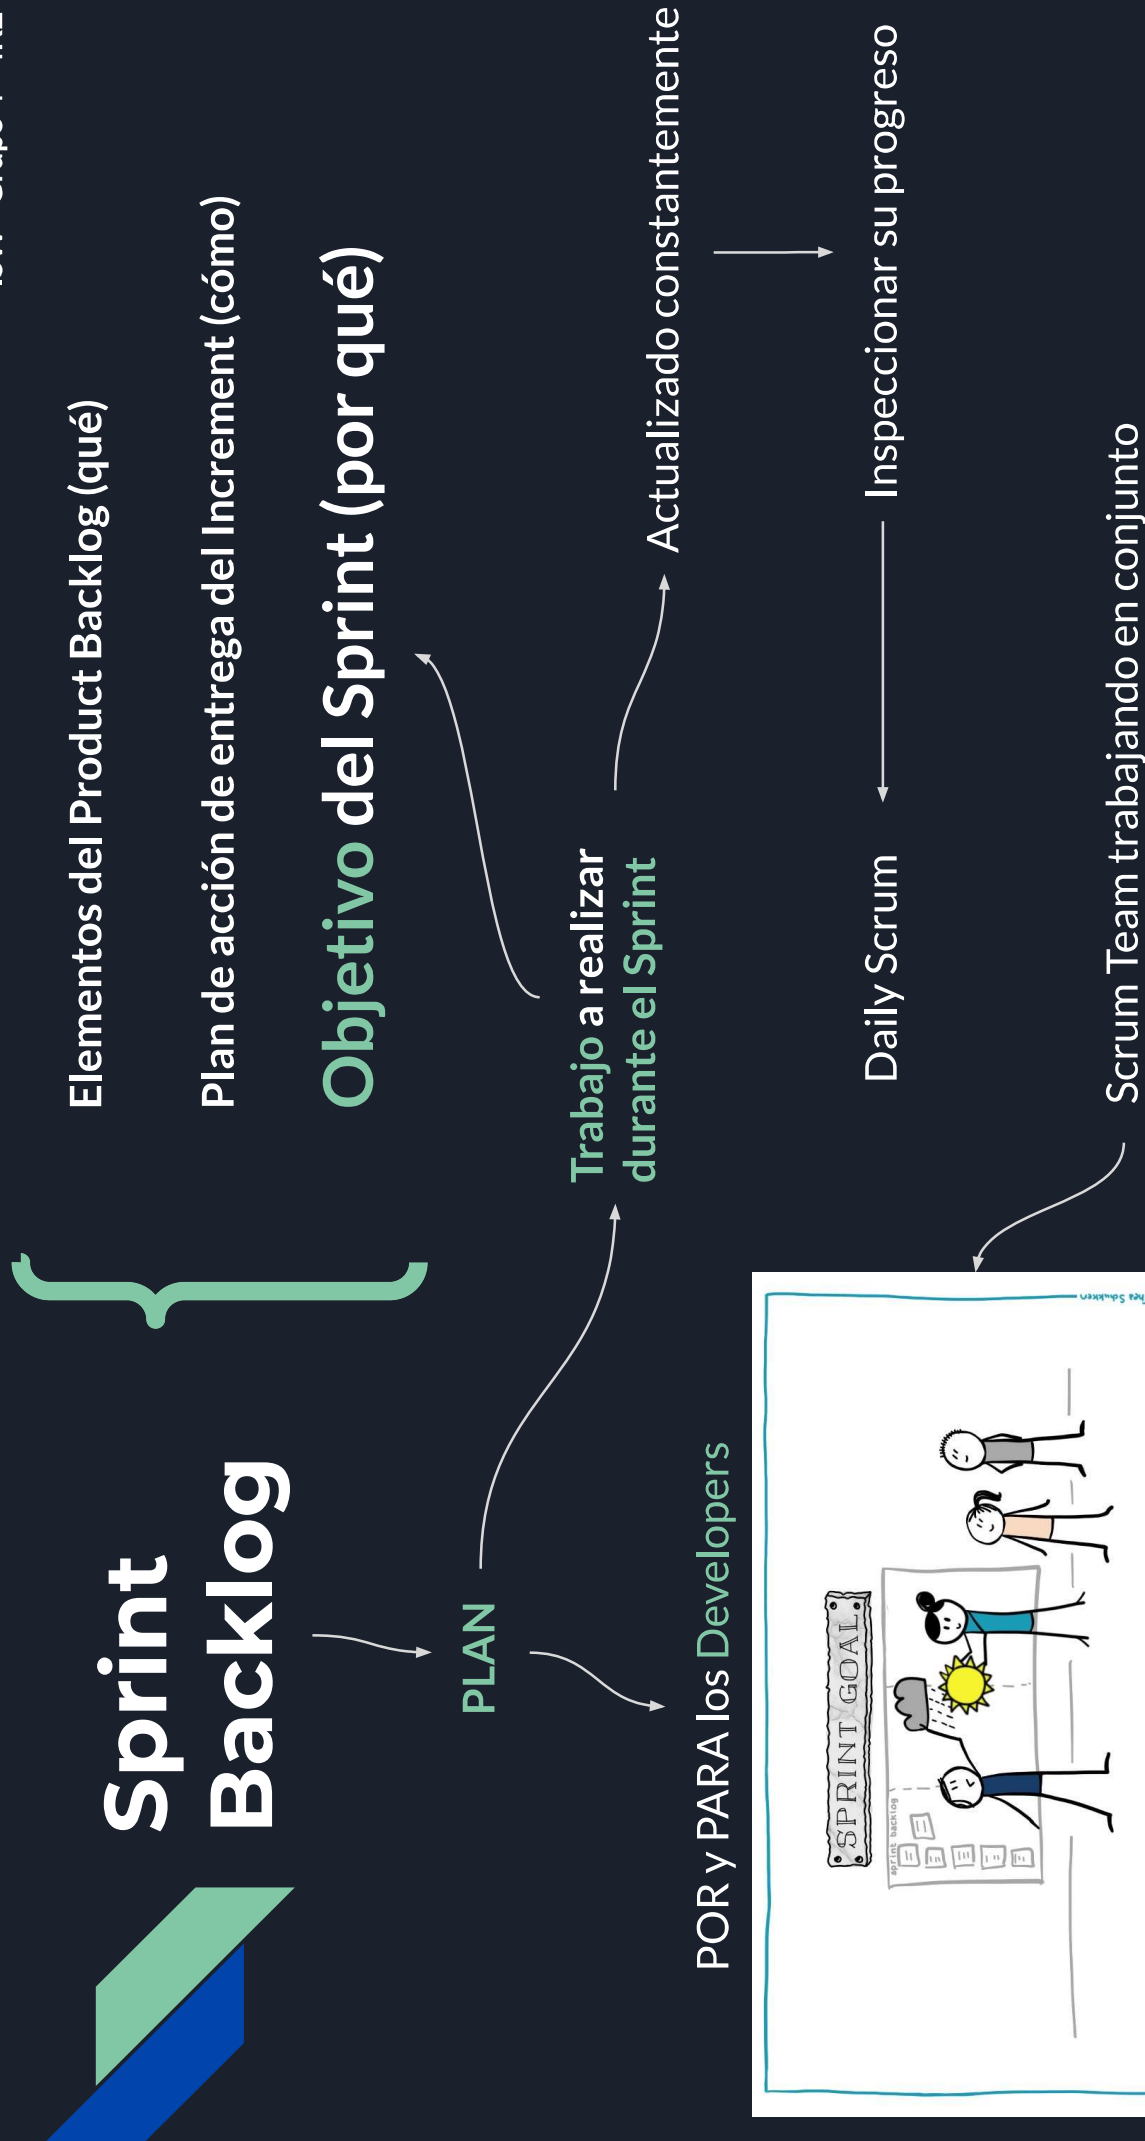 Sprint
Backlog
Elementos del Product Backlog (qué)
Plan de acción de entrega del Increment (cómo)
Objetivo del Sprint (por qué)
PLAN
Trabajo a realizar
durante el Sprint
Actualizado constantemente
POR y PARA los Developers
Daily Scrum
Inspeccionar su progreso
Scrum Team trabajando en conjunto
SPRINT GOAL
sprint backlog